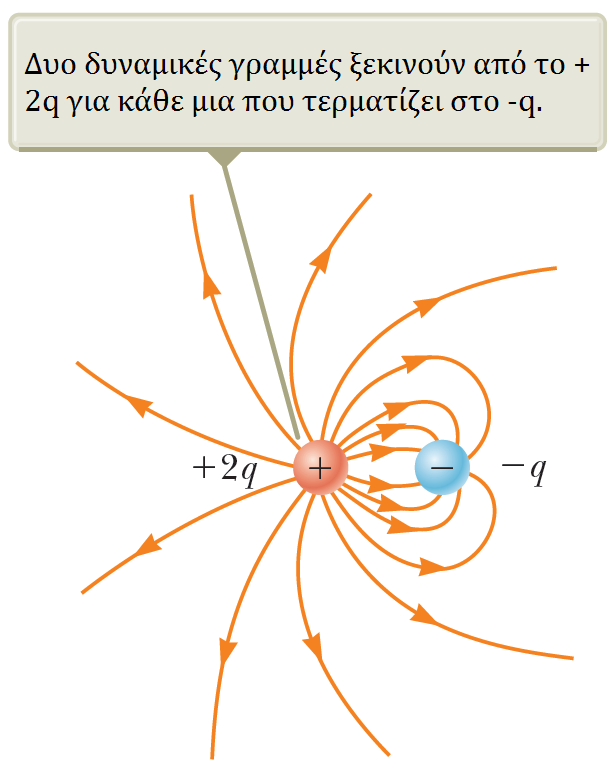 Δυο δυναμικές γραμμές ξεκινούν από το +
2q για κάθε μια που τερματίζει στο -q.
+2q
+
−
−q